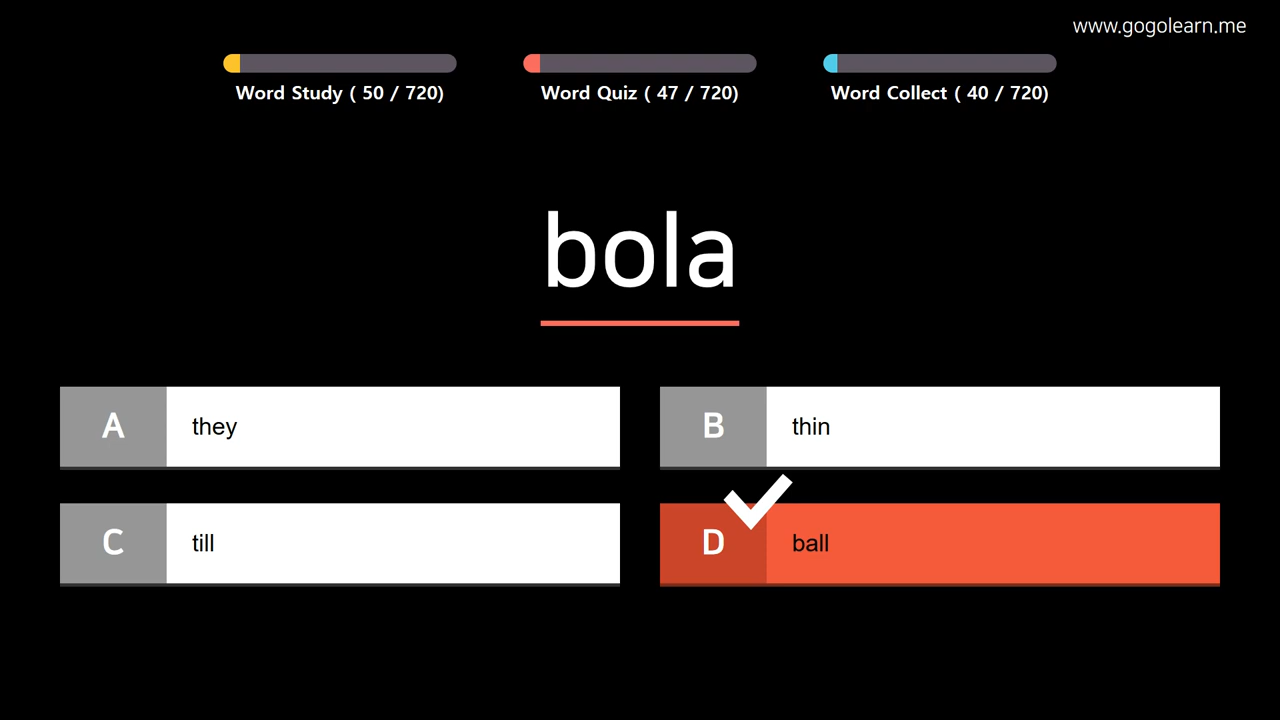 www.gogolearn.me
Word Study ( 50 / 720)
Word Quiz ( 47 / 720)
Word Collect ( 40 / 720)
bola
A they
B thin
C till
D ball